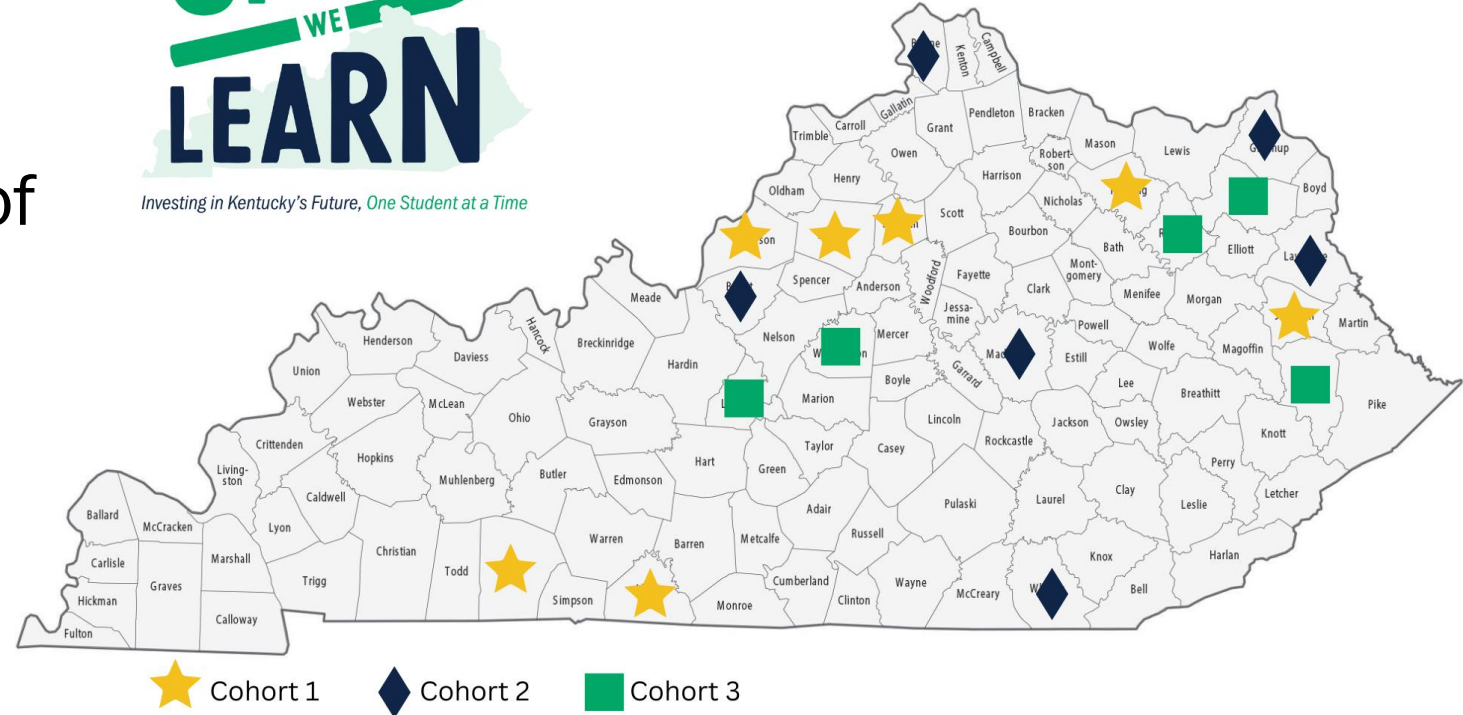 WE
LEARN
Investing in Kentucky's Future, One Student at a Time
of
Kenton
Campbell
Gallatin
Pendleton
Bracken
Trimble
Carroll
Grant
Mason
Owen
Robert-
son
Lewis
Henry
Harrison
Oldham
Boyd
Nicholas
Scott
Bourbon
Bath
Elliott
Spencer
Anderson
Woodford
Fayette
Mont-
gomery
Clark
Menifee
Morgan
Meade
Jessa-
mine
Powell
Martin
Nelson
Mercer
Hancock
Henderson
Breckinridge
Daviess
Garrard
Estill
Wolfe
Magoffin
Hardin
Union
Boyle
Lee
Breathitt
Webster
McLean
Marion
Pike
Ohio
Grayson
Lincoln
Jackson
Owsley
Knott
Crittenden
Taylor
Casey
Rockcastle
Hopkins
Hart
Green
Perry
Living-
ston
Butler
Edmonson
Muhlenberg
Clay
Letcher
Caldwell
Laurel
Leslie
Pulaski
Adair
Ballard
McCracken
Lyon
Russell
Warren
Barren
Metcalfe
Christian
Knox
Harlan
Carlisle
Marshall
Todd
Trigg
Cumberland
Wayne
Graves
McCreary
Bell
Hickman
Simpson
Monroe
Clinton
Calloway
Fulton
Cohort 1
Cohort 2
Cohort 3